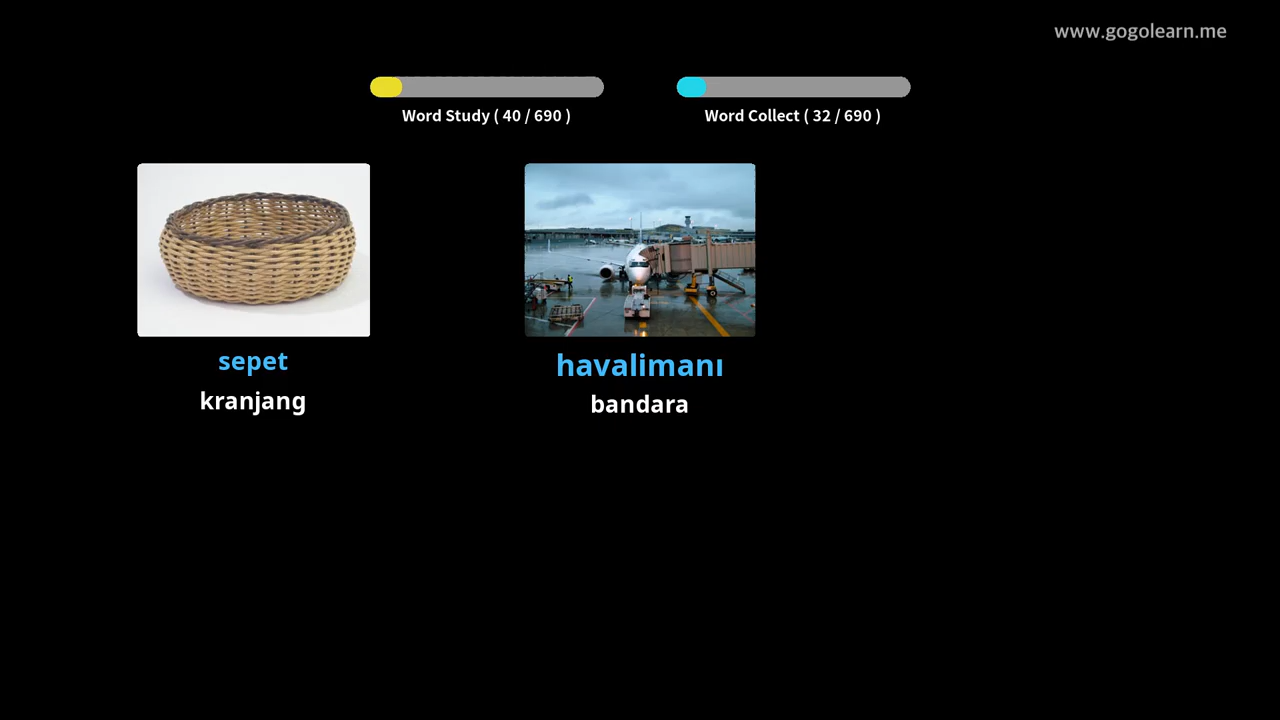 www.gogolearn.me
Word Study ( 40 / 690 )
Word Collect ( 32 / 690 )
sepet
kranjang
havalimanı
bandara